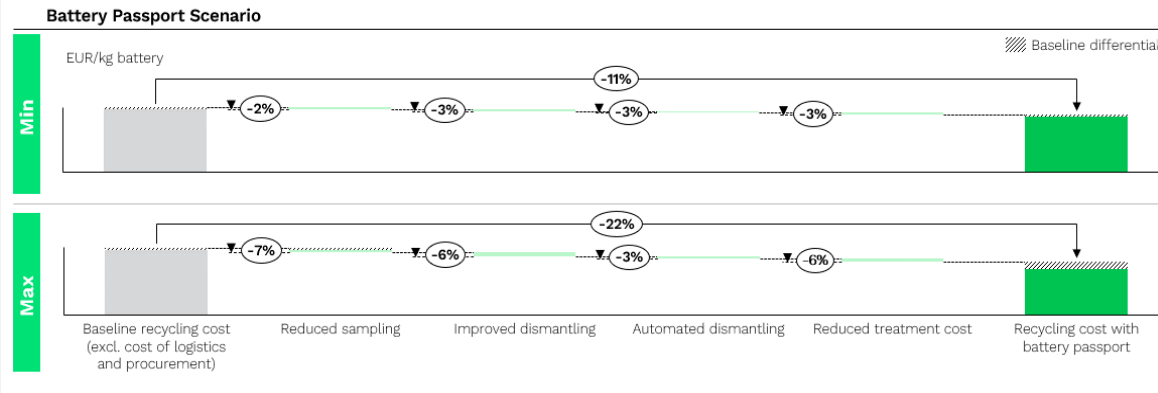 Battery Passport Scenario
Min
EUR/kg battery
Baseline differential
-11%
-2%
-3%
-3%
-3%
Max
-22%
-7%
-6%
-3%
-6%
Baseline recycling cost
(excl. cost of logistics
and procurement)
Reduced sampling
Improved dismantling
Automated dismantling
Reduced treatment cost
Recycling cost with
battery passport